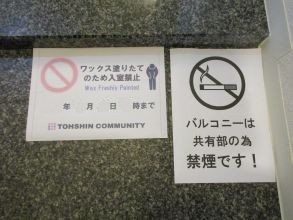 ワックス塗りたて
のため入室禁止
Wax Freshly Painted
年 月 日 時まで
TOHSHIN COMMUNITY
バルコニーは
共有部の為
禁煙です！